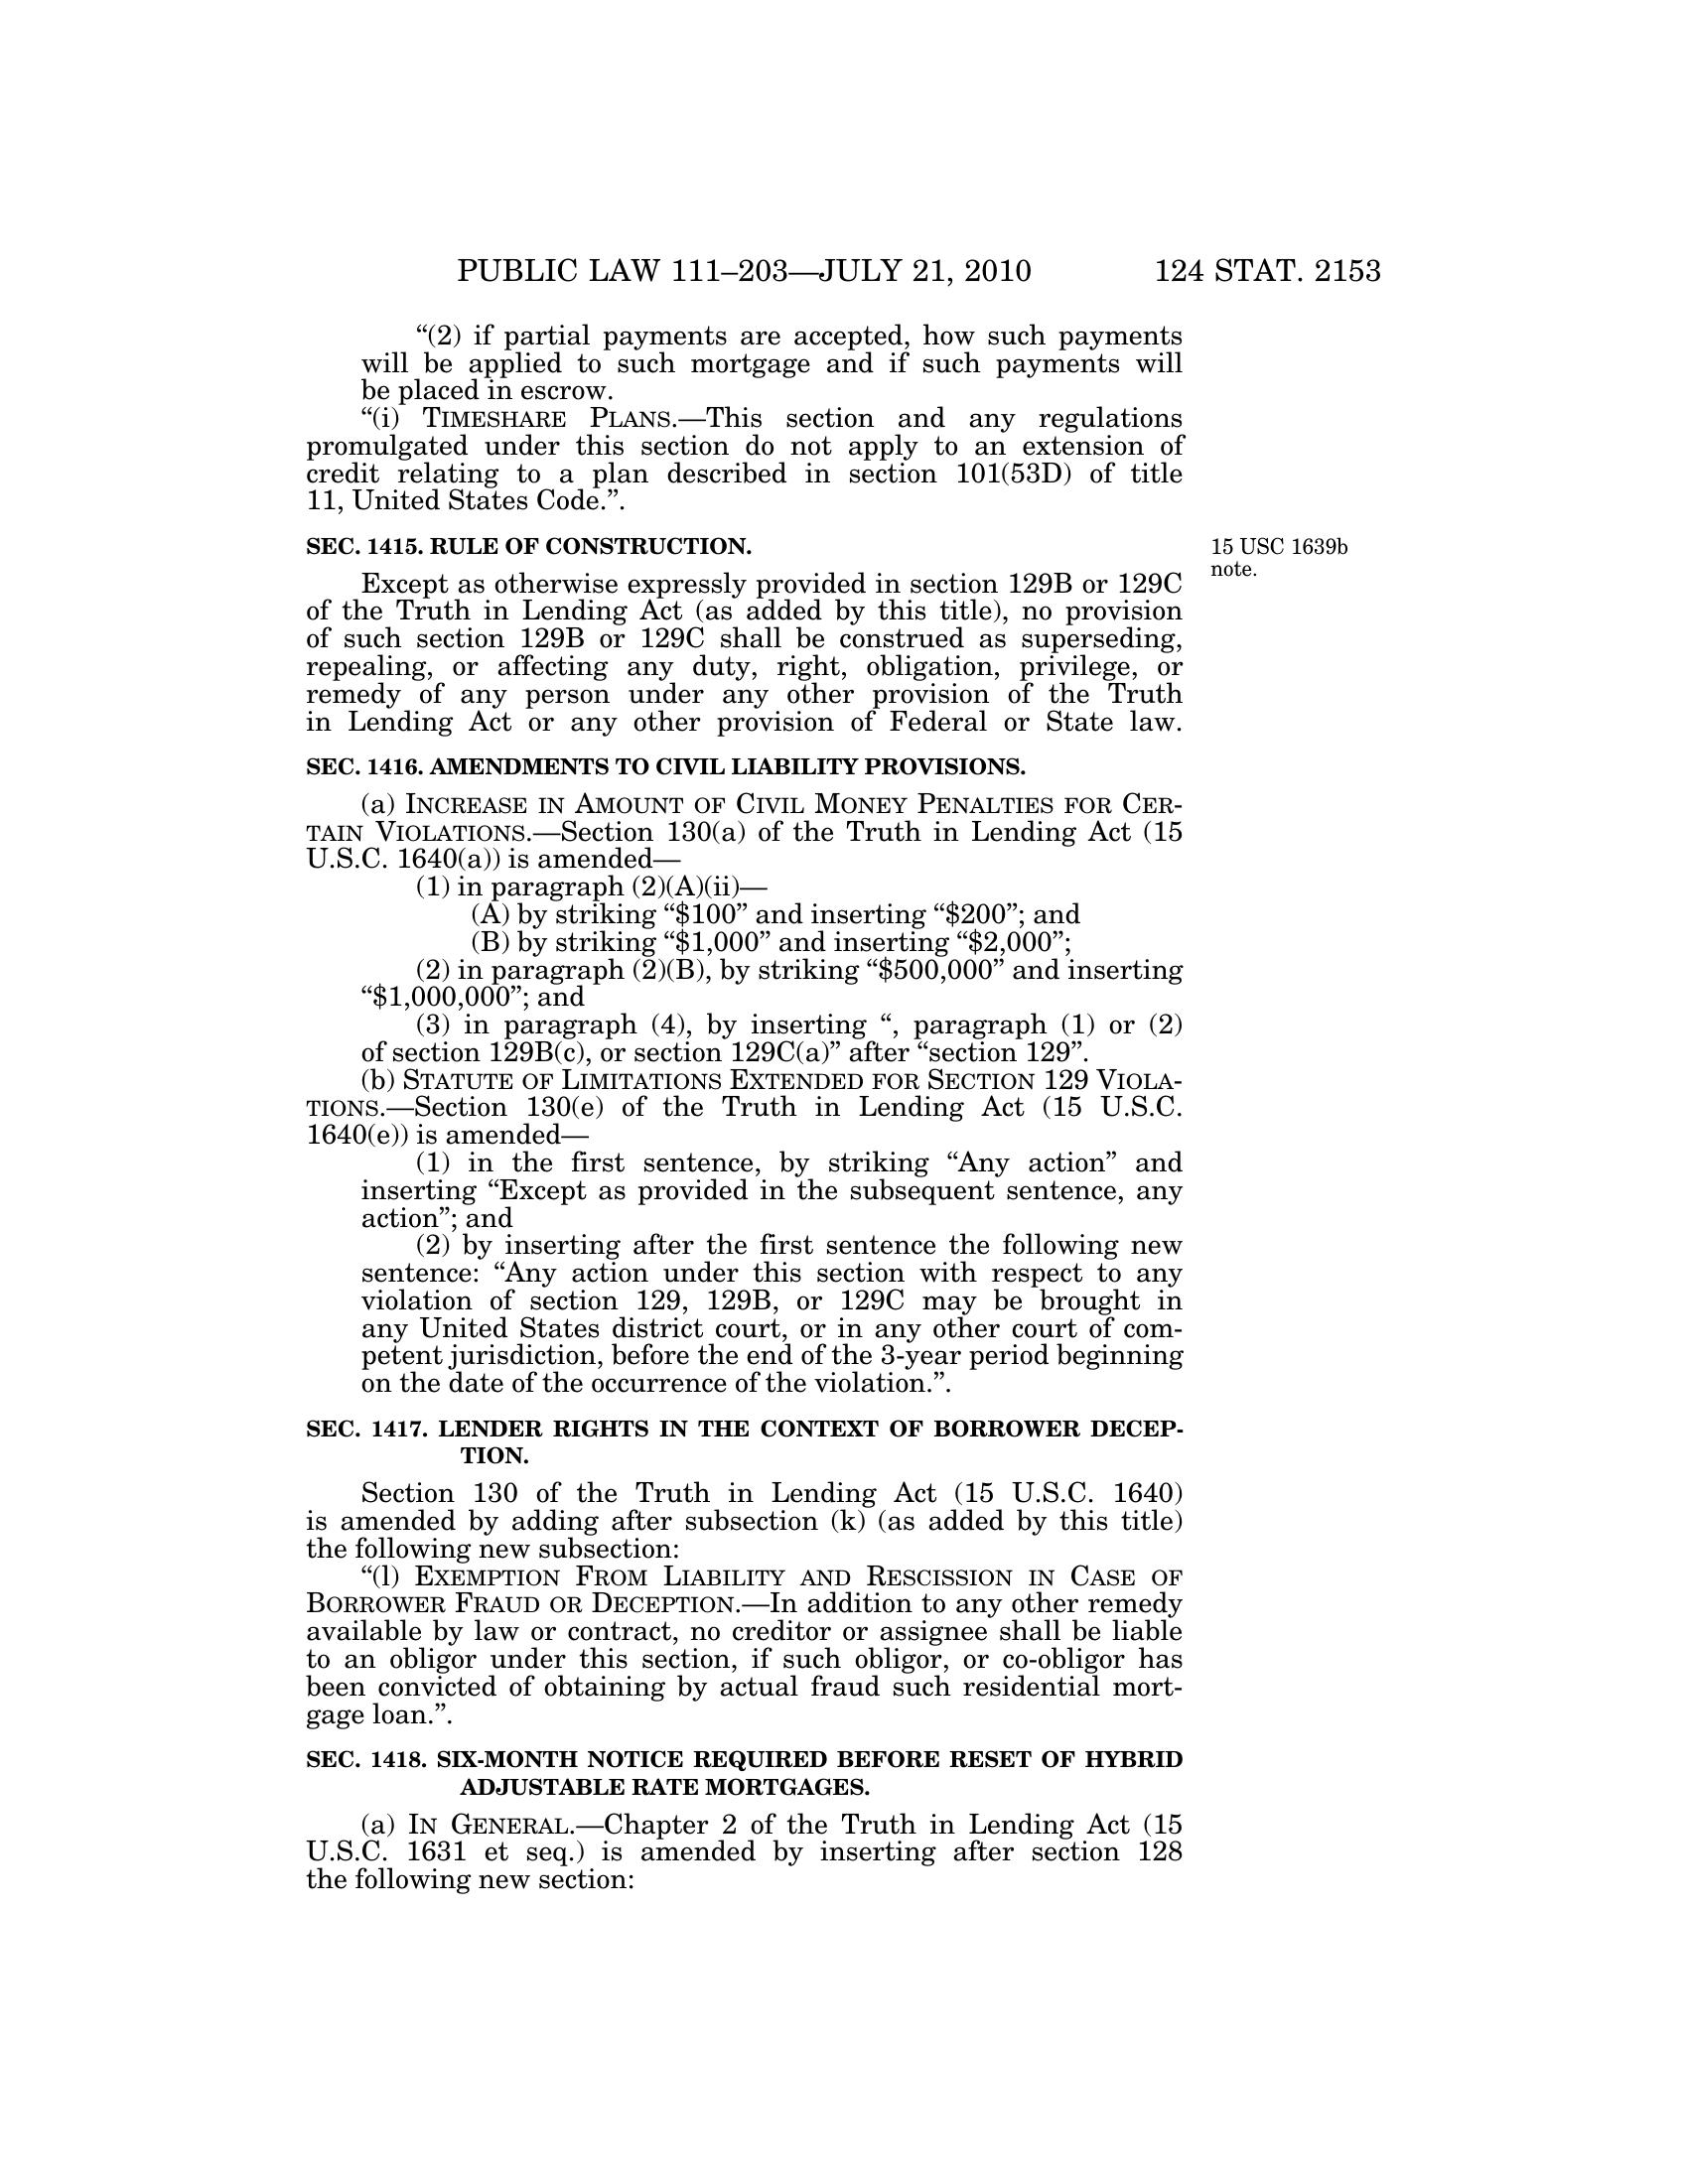 PUBLIC LAW 111–203—JULY 21, 2010 124 STAT. 2153
“(2) if partial payments are accepted, how such payments
will be applied to such mortgage and if such payments will
be placed in escrow.
“(i) TIMESHARE PLANS.—This section and any regulations
promulgated under this section do not apply to an extension of
credit relating to a plan described in section 101(53D) of title
11, United States Code.”.
SEC. 1415. RULE OF CONSTRUCTION.
15 USC 1639b
note.
Except as otherwise expressly provided in section 129B or 129C
of the Truth in Lending Act (as added by this title), no provision
of such section 129B or 129C shall be construed as superseding,
repealing, or affecting any duty, right, obligation, privilege, or
remedy of any person under any other provision of the Truth
in Lending Act or any other provision of Federal or State law.
SEC. 1416. AMENDMENTS TO CIVIL LIABILITY PROVISIONS.
(a) INCREASE IN AMOUNT OF CIVIL MONEY PENALTIES FOR CER-
TAIN VIOLATIONS.—Section 130(a) of the Truth in Lending Act (15
U.S.C. 1640(a)) is amended—
(1) in paragraph (2)(A)(ii)—
(A) by striking “$100” and inserting “$200”; and
(B) by striking “$1,000” and inserting “$2,000”;
(2) in paragraph (2)(B), by striking “$500,000” and inserting
“$1,000,000”; and
(3) in paragraph (4), by inserting “, paragraph (1) or (2)
of section 129B(c), or section 129C(a)” after “section 129”.
(b) STATUTE OF LIMITATIONS EXTENDED FOR SECTION 129 VIOLA-
TIONS.—Section 130(e) of the Truth in Lending Act (15 U.S.C.
1640(e)) is amended—
(1) in the first sentence, by striking “Any action” and
inserting “Except as provided in the subsequent sentence, any
action”; and
(2) by inserting after the first sentence the following new
sentence: “Any action under this section with respect to any
violation of section 129, 129B, or 129C may be brought in
any United States district court, or in any other court of com-
petent jurisdiction, before the end of the 3-year period beginning
on the date of the occurrence of the violation.”.
SEC. 1417. LENDER RIGHTS IN THE CONTEXT OF BORROWER DECEP-
TION.
Section 130 of the Truth in Lending Act (15 U.S.C. 1640)
is amended by adding after subsection (k) (as added by this title)
the following new subsection:
“(l) EXEMPTION FROM LIABILITY AND RESCISSION IN CASE OF
BORROWER FRAUD OR DECEPTION.—In addition to any other remedy
available by law or contract, no creditor or assignee shall be liable
to an obligor under this section, if such obligor, or co-obligor has
been convicted of obtaining by actual fraud such residential mort-
gage loan.”.
SEC. 1418. SIX-MONTH NOTICE REQUIRED BEFORE RESET OF HYBRID
ADJUSTABLE RATE MORTGAGES.
(a) IN GENERAL.—Chapter 2 of the Truth in Lending Act (15
U.S.C. 1631 et seq.) is amended by inserting after section 128
the following new section: